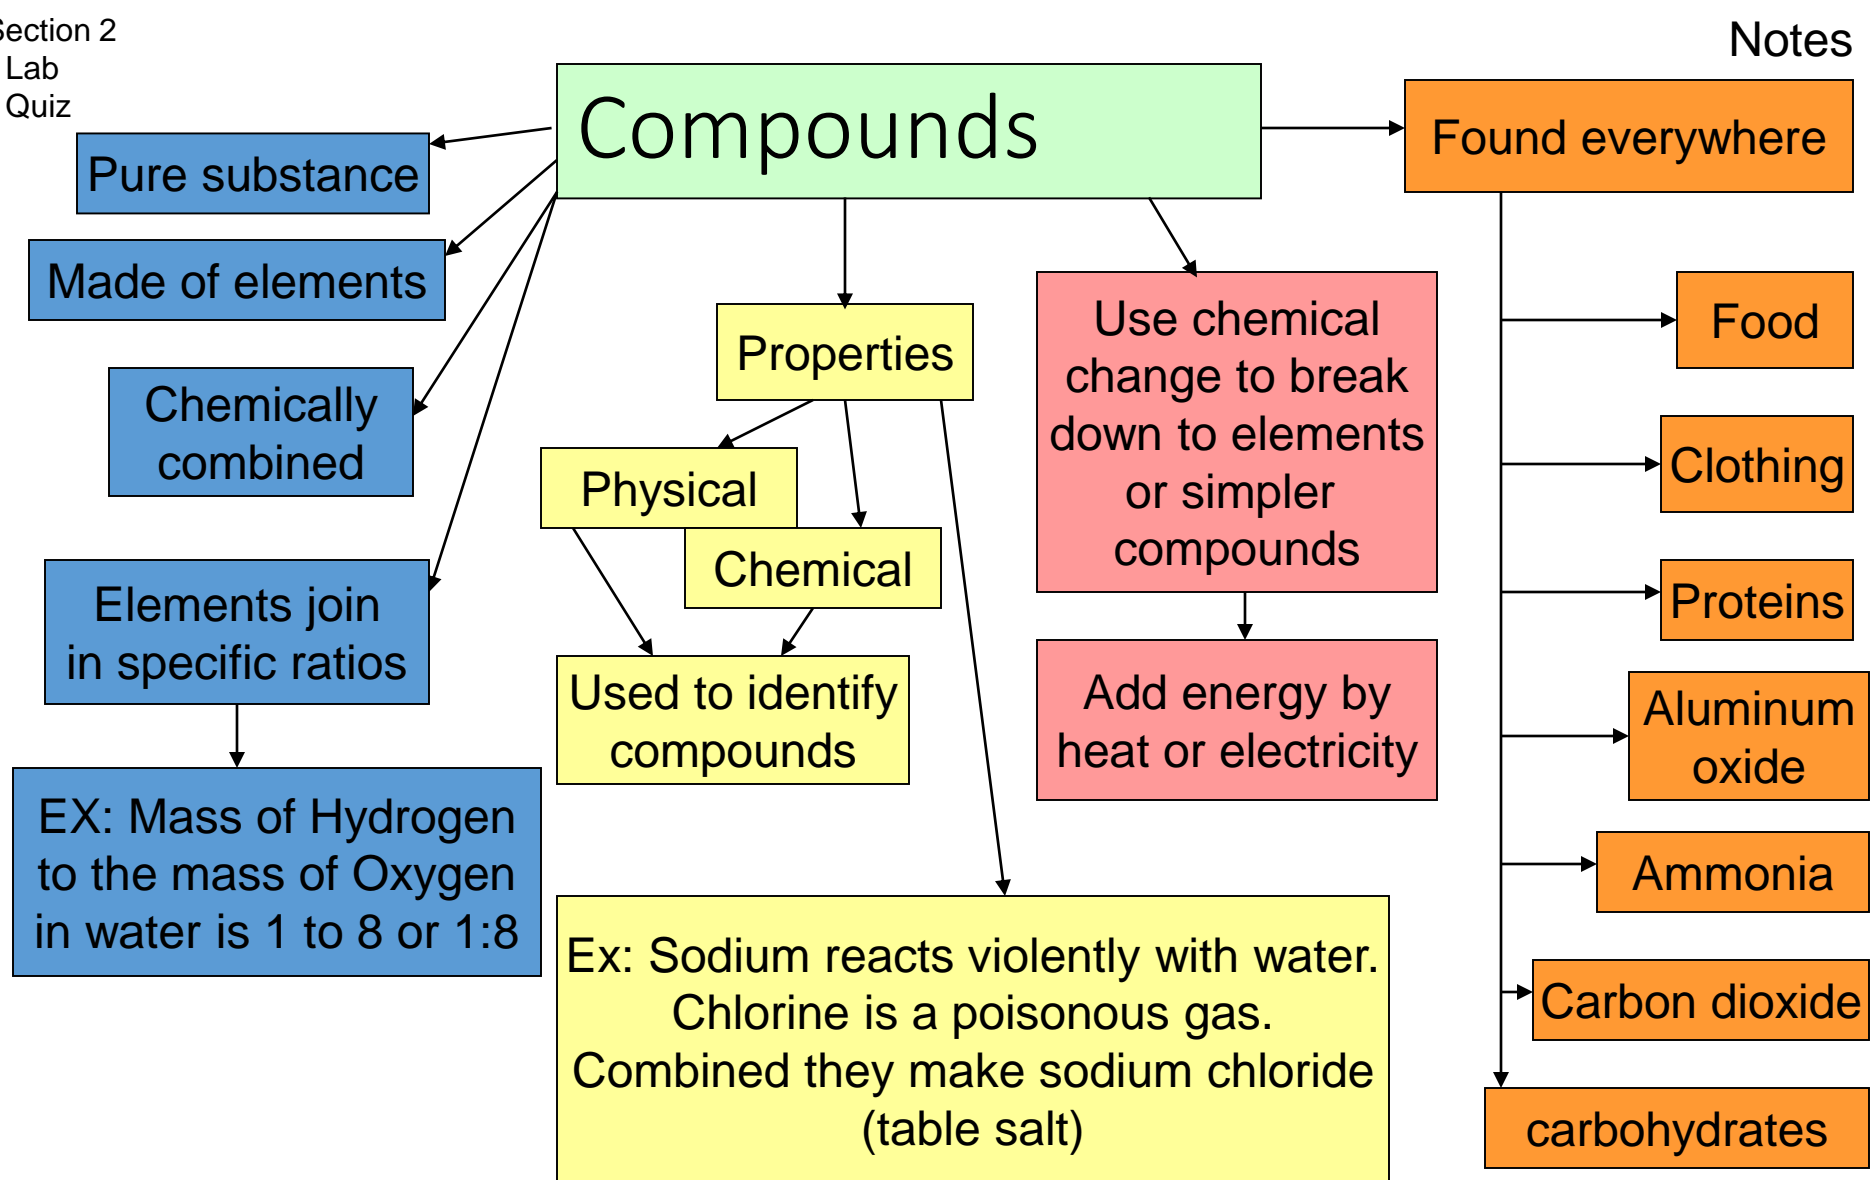 Section 2
Lab
Quiz
Notes
Compounds
Pure substance
Made of elements
Chemically
combined
Elements join
in specific ratios
EX: Mass of Hydrogen
to the mass of Oxygen
in water is 1 to 8 or 1:8
Properties
Physical
Chemical
Used to identify
compounds
Ex: Sodium reacts violently with water.
Chlorine is a poisonous gas.
Combined they make sodium chloride
(table salt)
Use chemical
change to break
down to elements
or simpler
compounds
Add energy by
heat or electricity
Found everywhere
Food
Clothing
Proteins
Aluminum
oxide
Ammonia
Carbon dioxide
carbohydrates